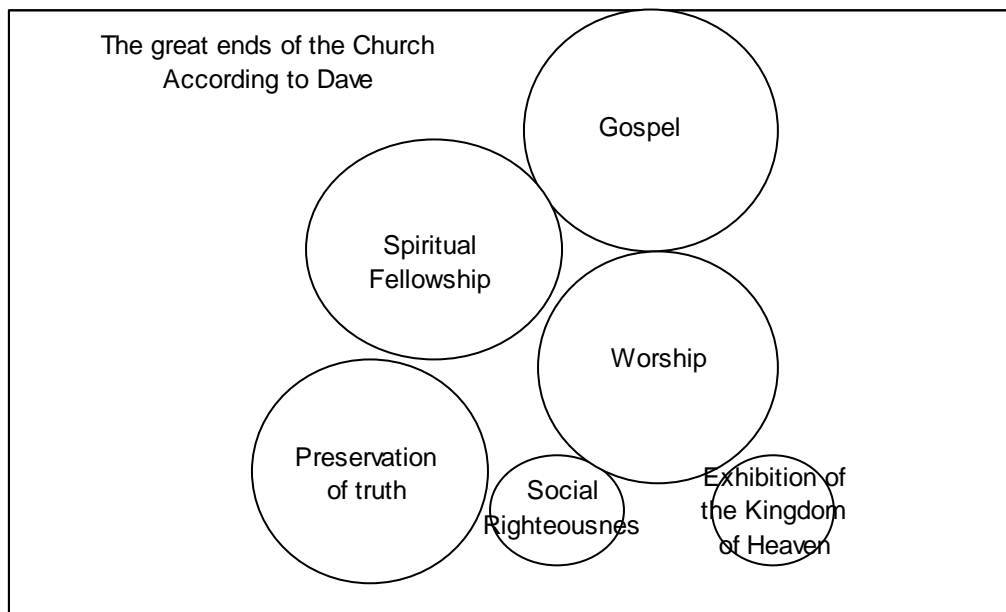 The great ends of the Church
According to Dave
Gospel
Spiritual
Fellowship
Worship
Preservation
of truth
Social
Righteousnes
Exhibition of
the Kingdom
of Heaven